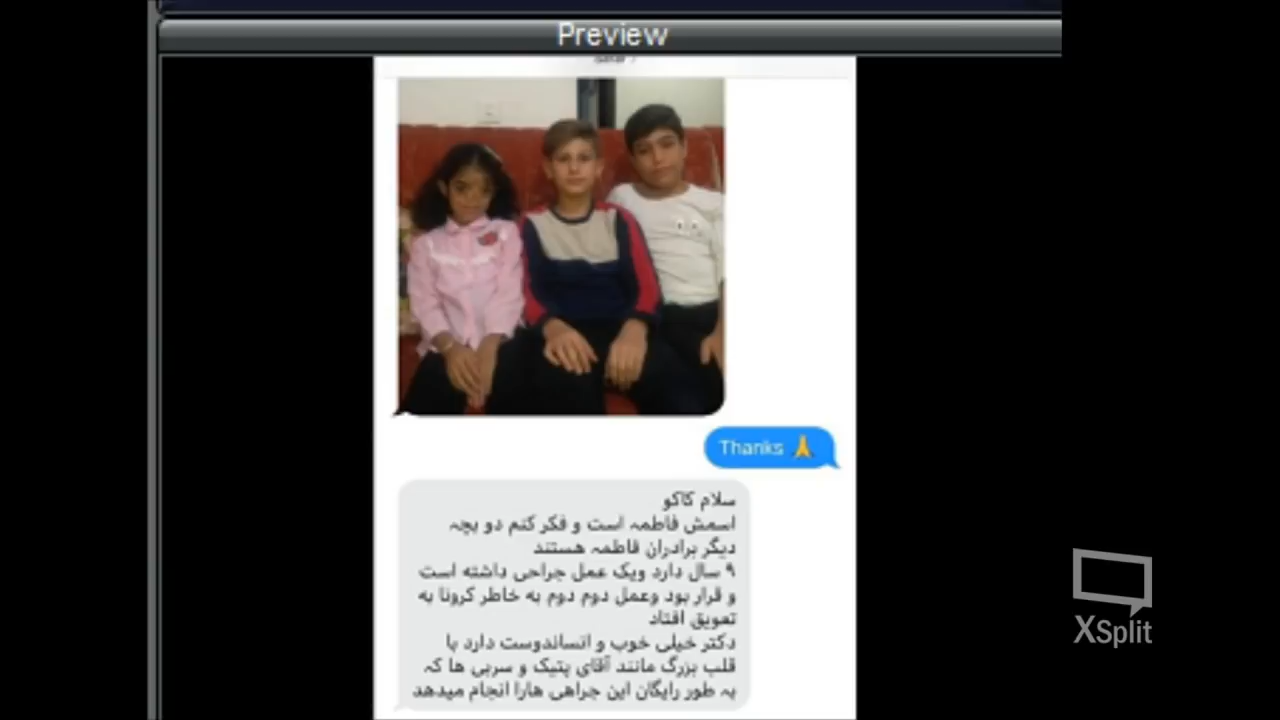 Preview
Thanks 🙏
سلام کاکو
اسمش فاطمه است و فکر کنم دو بچه
دیگر برادران فاطمه هستند
۹ سال دارد ویک عمل جراحی داشته است
و قرار بود وعمل دوم دوم به خاطر کرونا به
تعویق افتاد
دکتر خیلی خوب و انساندوست دارد با
قلب بزرگ مانند آقای پتیک و سربی ها که
به طور رایگان این جراهی هارا انجام میدهد
XSplit